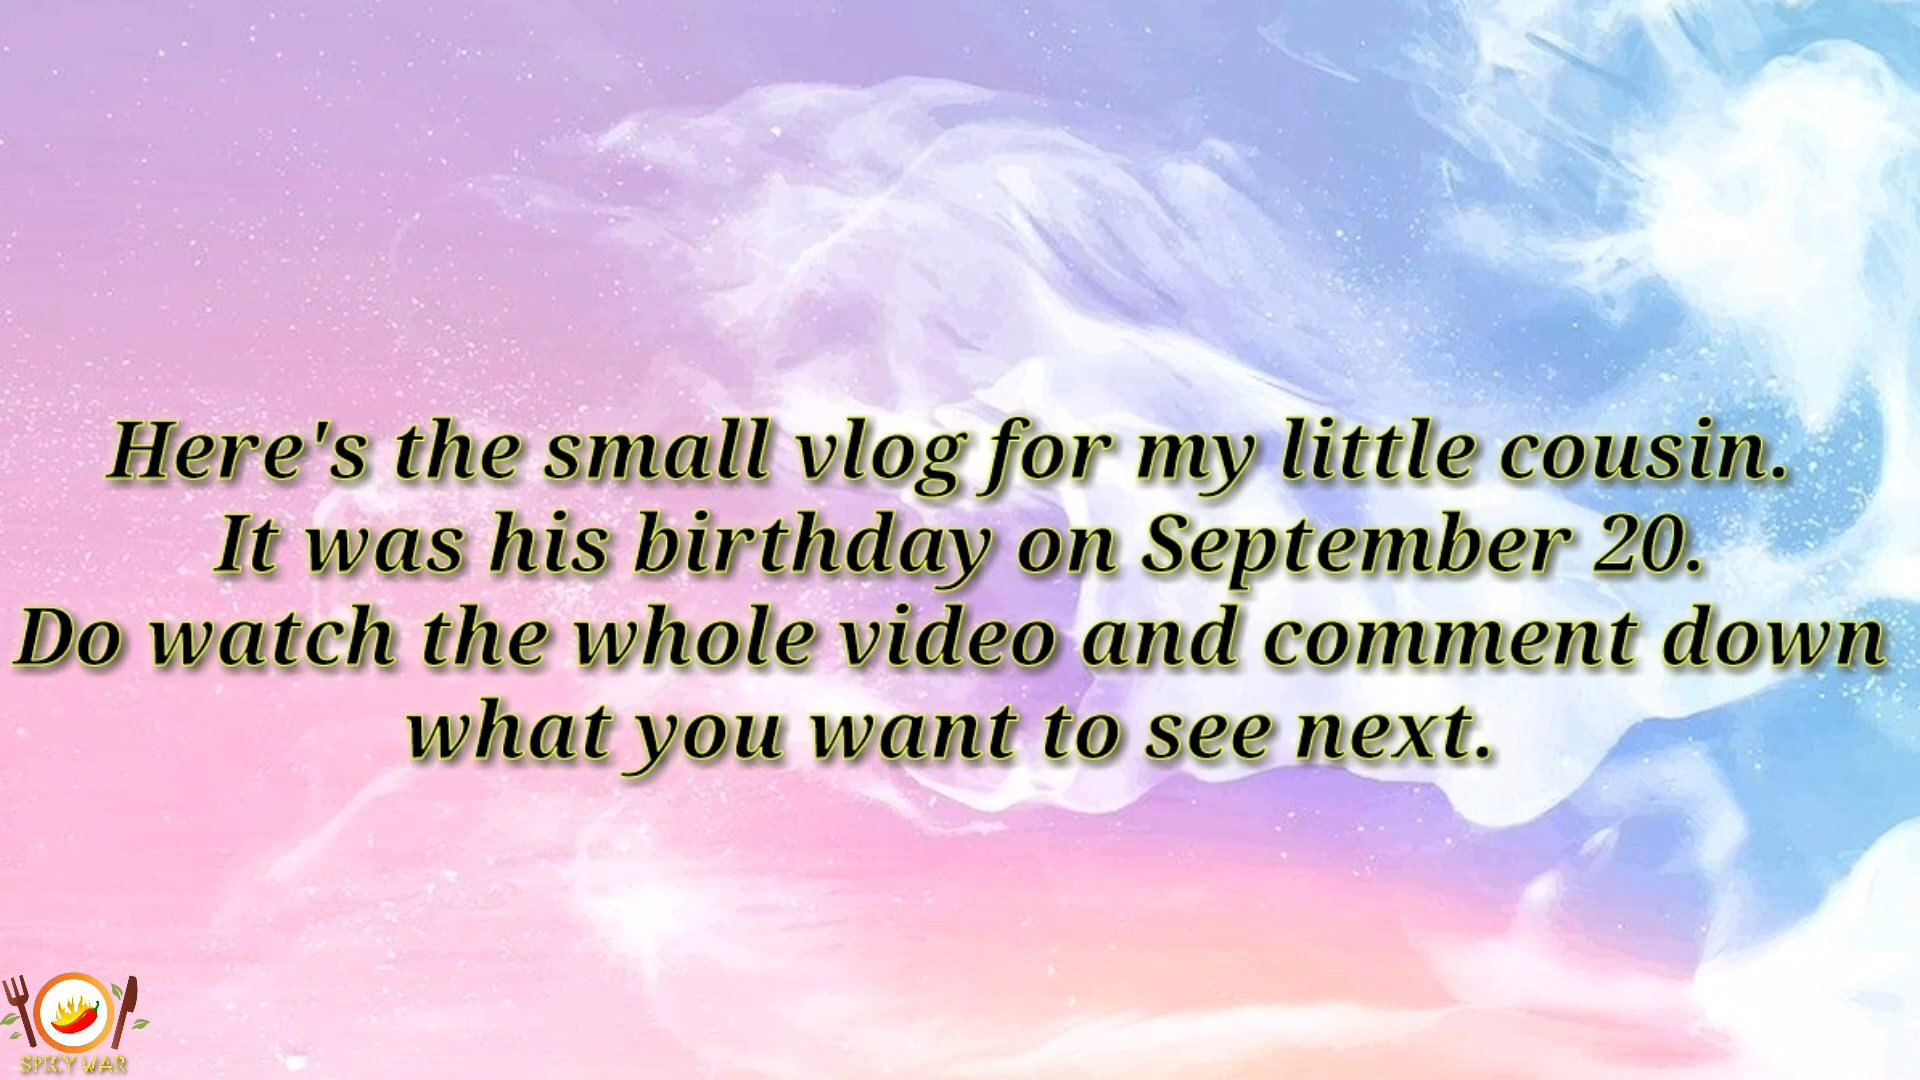 Here's the small vlog for my little cousin.
It was his birthday on September 20.
Do watch the whole video and comment down
what you want to see next.
SPICY WAR